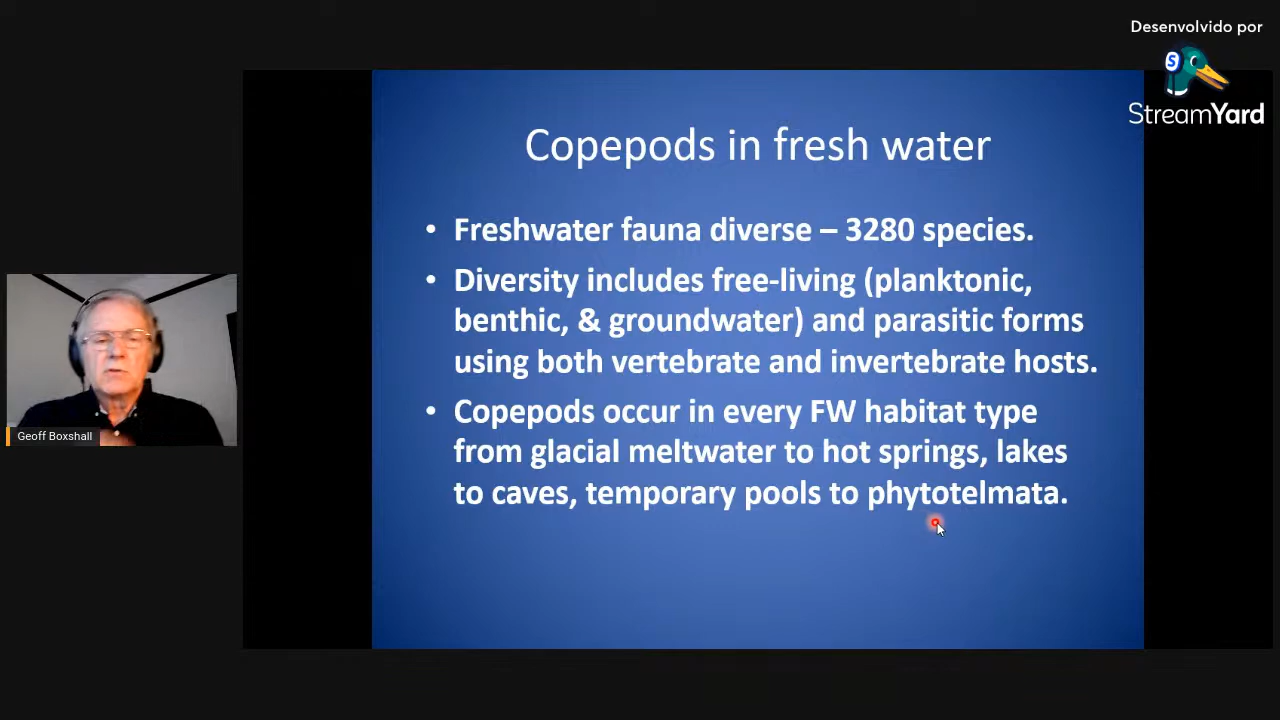 Desenvolvido por
StreamYard
Copepods in fresh water
• Freshwater fauna diverse – 3280 species.
• Diversity includes free-living (planktonic,
benthic, & groundwater) and parasitic forms
using both vertebrate and invertebrate hosts.
• Copepods occur in every FW habitat type
from glacial meltwater to hot springs, lakes
to caves, temporary pools to phytotelmata.
Geoff Boxshall